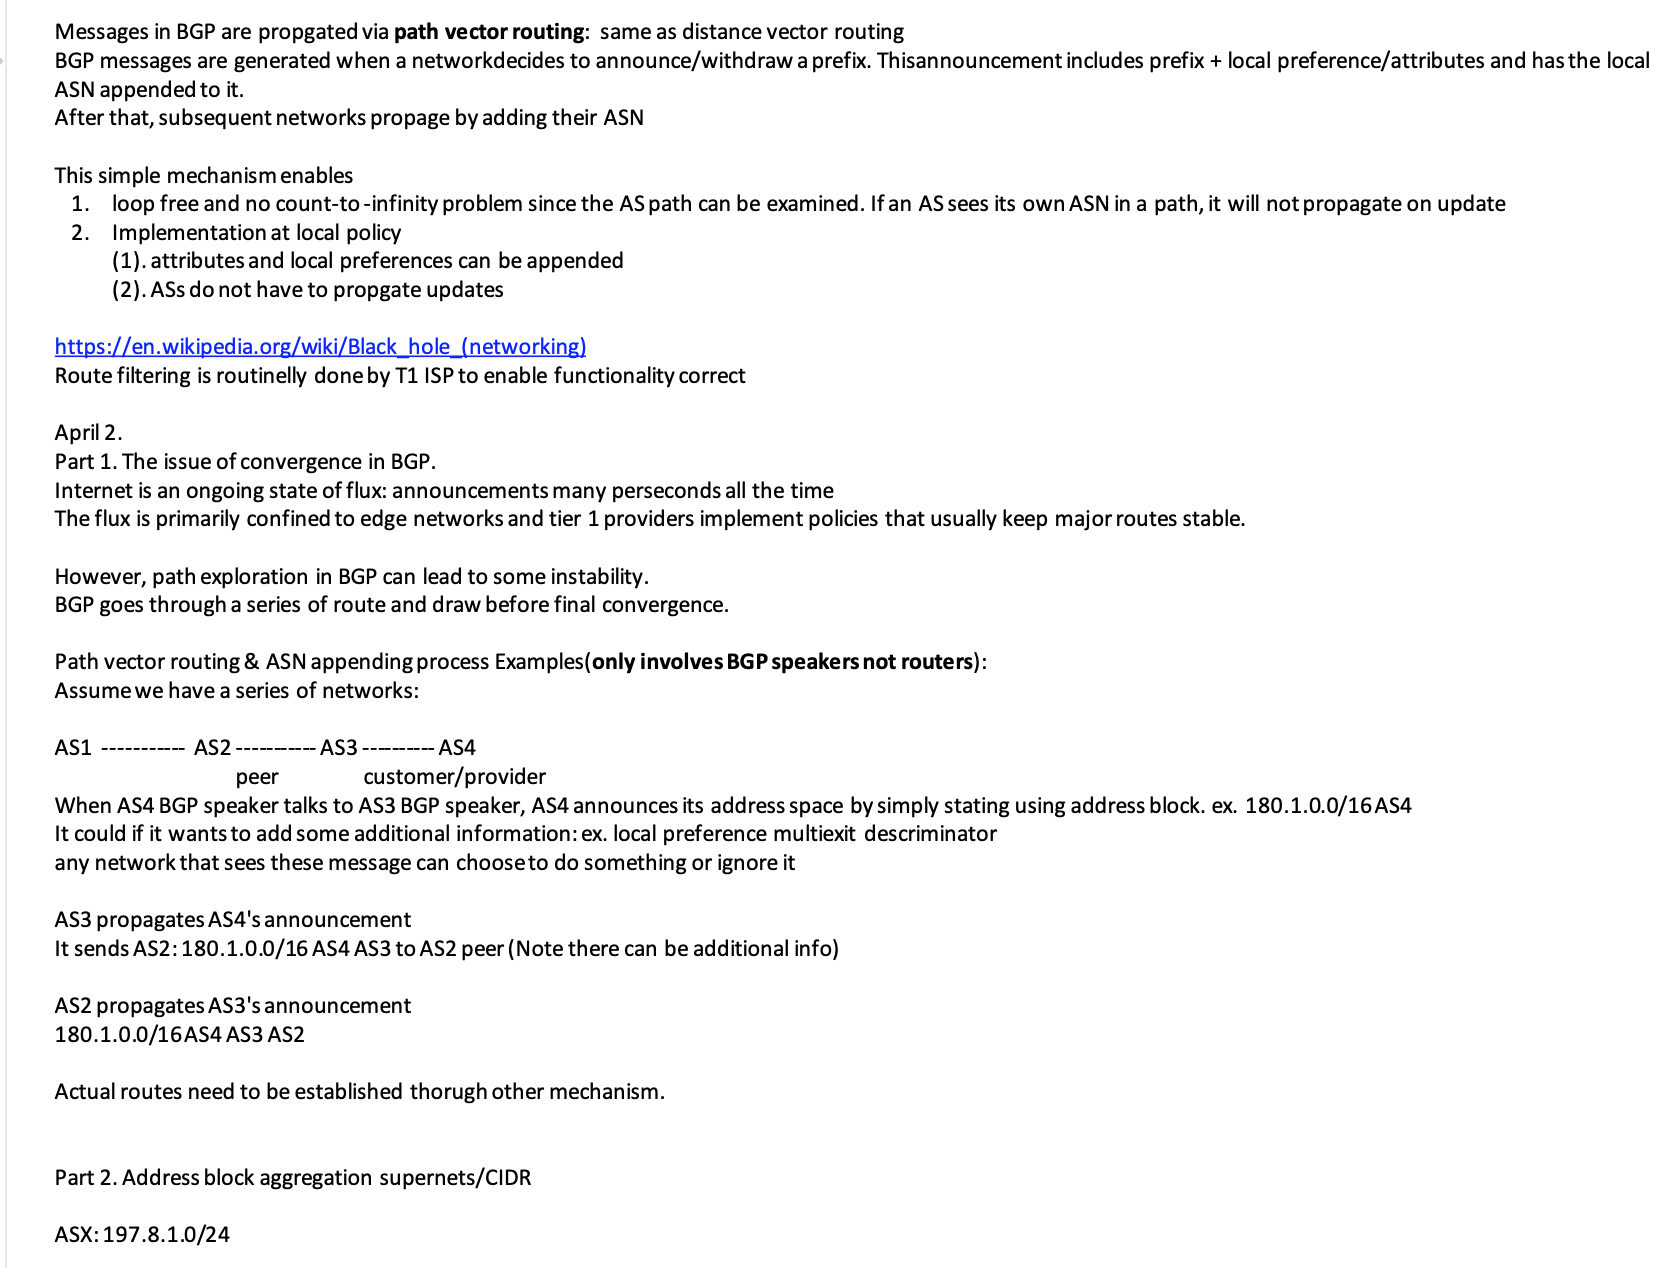 Messages in BGP are propgated via path vector routing: same as distance vector routing
BGP messages are generated when a networkdecides to announce/withdraw a prefix. Thisannouncement includes prefix + local preference/attributes and has the local
ASN appended to it.
After that, subsequent networks propage by adding their ASN
This simple mechanism enables
1. loop free and no count-to -infinity problem since the AS path can be examined. If an AS sees its own ASN in a path, it will not propagate on update
2. Implementation at local policy
(1). attributes and local preferences can be appended
(2). ASs do not have to propgate updates
https://en.wikipedia.org/wiki/Black_hole_(networking)
Route filtering is routinelly done by T1 ISP to enable functionality correct
April 2.
Part 1. The issue of convergence in BGP.
Internet is an ongoing state of flux: announcements many perseconds all the time
The flux is primarily confined to edge networks and tier 1 providers implement policies that usually keep major routes stable.
However, path exploration in BGP can lead to some instability.
BGP goes through a series of route and draw before final convergence.
Path vector routing & ASN appending process Examples(only involves BGP speakers not routers):
Assume we have a series of networks:
AS1 ----------- AS2 ----------- AS3 ---------- AS4
peer customer/provider
When AS4 BGP speaker talks to AS3 BGP speaker, AS4 announces its address space by simply stating using address block. ex. 180.1.0.0/16 AS4
It could if it wants to add some additional information: ex. local preference multiexit descriminator
any network that sees these message can choose to do something or ignore it
AS3 propagates AS4's announcement
It sends AS2: 180.1.0.0/16 AS4 AS3 to AS2 peer (Note there can be additional info)
AS2 propagates AS3's announcement
180.1.0.0/16 AS4 AS3 AS2
Actual routes need to be established thorugh other mechanism.
Part 2. Address block aggregation supernets/CIDR
ASX: 197.8.1.0/24